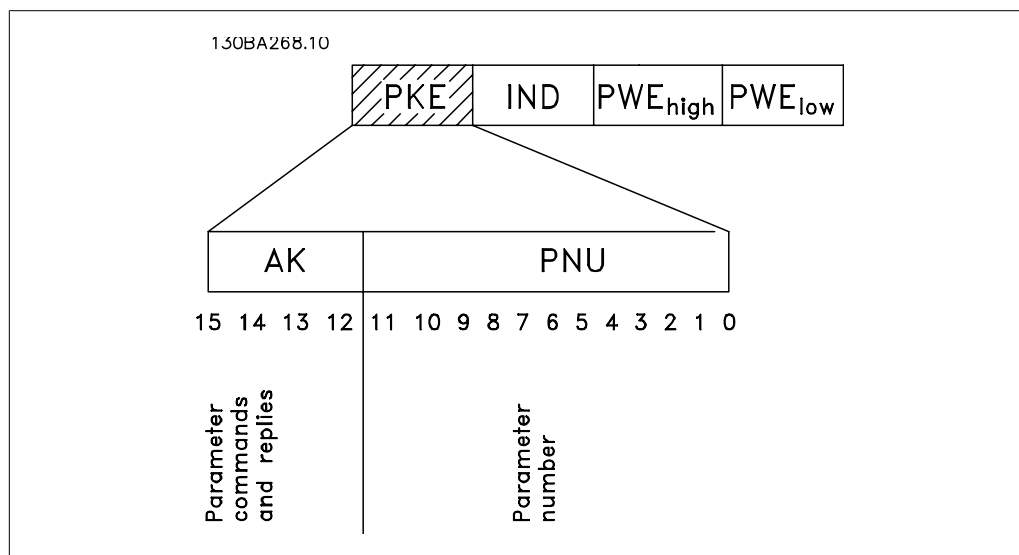 130BA268.10
PKE IND PWEhigh PWElow
AK PNU
15 14 13 12 11 10 9 8 7 6 5 4 3 2 1 0
Parameter
commands
and replies
Parameter
number